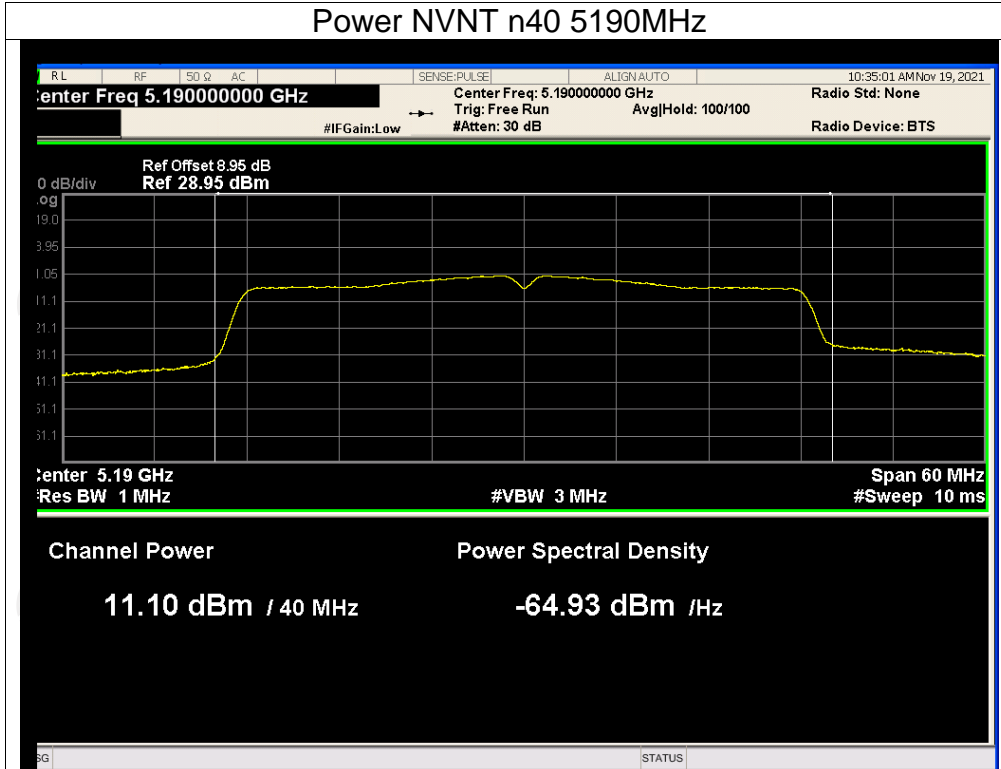 Power NVNT n40 5190MHz
RL RF 50 Ω AC SENSE:PULSE ALIGN AUTO 10:35:01 AM Nov 19, 2021
enter Freq 5.190000000 GHz Center Freq: 5.190000000 GHz Radio Std: None
Trig: Free Run Avg|Hold: 100/100
#IFGain:Low #Atten: 30 dB Radio Device: BTS
Ref Offset 8.95 dB
0 dB/div Ref 28.95 dBm
og
19.0
3.95
1.05
11.1
21.1
31.1
41.1
51.1
61.1
enter 5.19 GHz Span 60 MHz
#Res BW 1 MHz #VBW 3 MHz #Sweep 10 ms
Channel Power Power Spectral Density
11.10 dBm / 40 MHz -64.93 dBm /Hz
SG STATUS